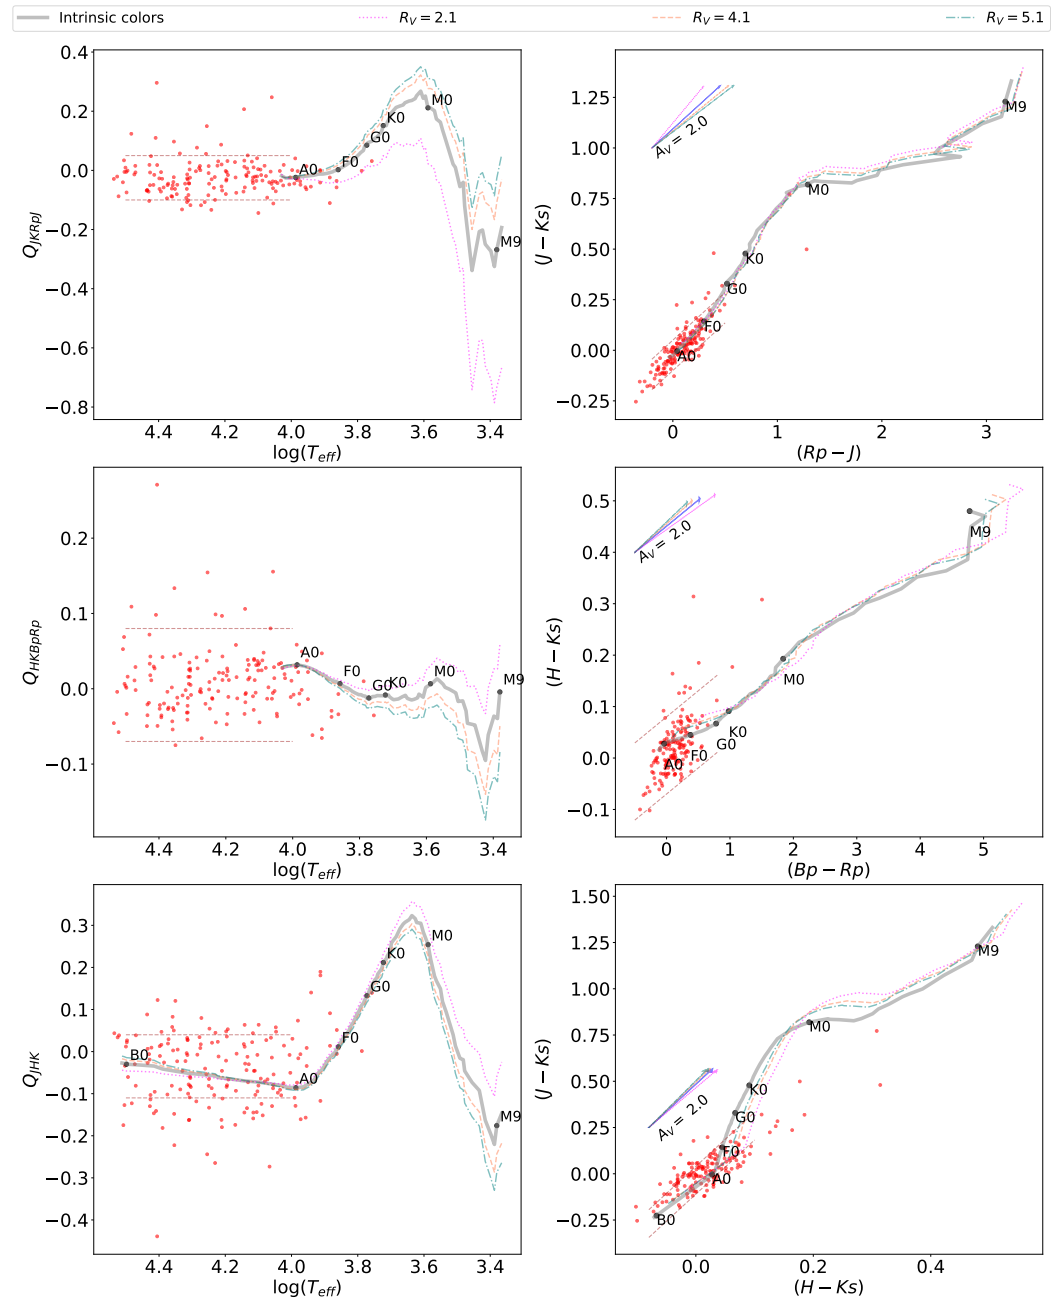 Intrinsic colors
R_V = 2.1
R_V = 4.1
R_V = 5.1
0.4
0.2
0.0
−0.2
−0.4
−0.6
−0.8
Q_JKRpJ
A0
F0
G0
K0
M0
M9
4.4 4.2 4.0 3.8 3.6 3.4
log(T_eff)
1.25
1.00
0.75
0.50
0.25
0.00
−0.25
(J − Ks)
A_V = 2.0
M9
M0
K0
G0
F0
A0
0 1 2 3
(Rp − J)
0.2
0.1
0.0
−0.1
Q_HKBpRp
A0
F0
G0
K0
M0
M9
4.4 4.2 4.0 3.8 3.6 3.4
log(T_eff)
0.5
0.4
0.3
0.2
0.1
0.0
−0.1
(H − Ks)
A_V = 2.0
M9
M0
K0
G0
F0
A0
0 1 2 3 4 5
(Bp − Rp)
0.3
0.2
0.1
0.0
−0.1
−0.2
−0.3
−0.4
Q_JHK
B0
A0
F0
G0
K0
M0
M9
4.4 4.2 4.0 3.8 3.6 3.4
log(T_eff)
1.50
1.25
1.00
0.75
0.50
0.25
0.00
−0.25
(J − Ks)
A_V = 2.0
M9
M0
K0
G0
F0
A0
B0
0.0 0.2 0.4
(H − Ks)